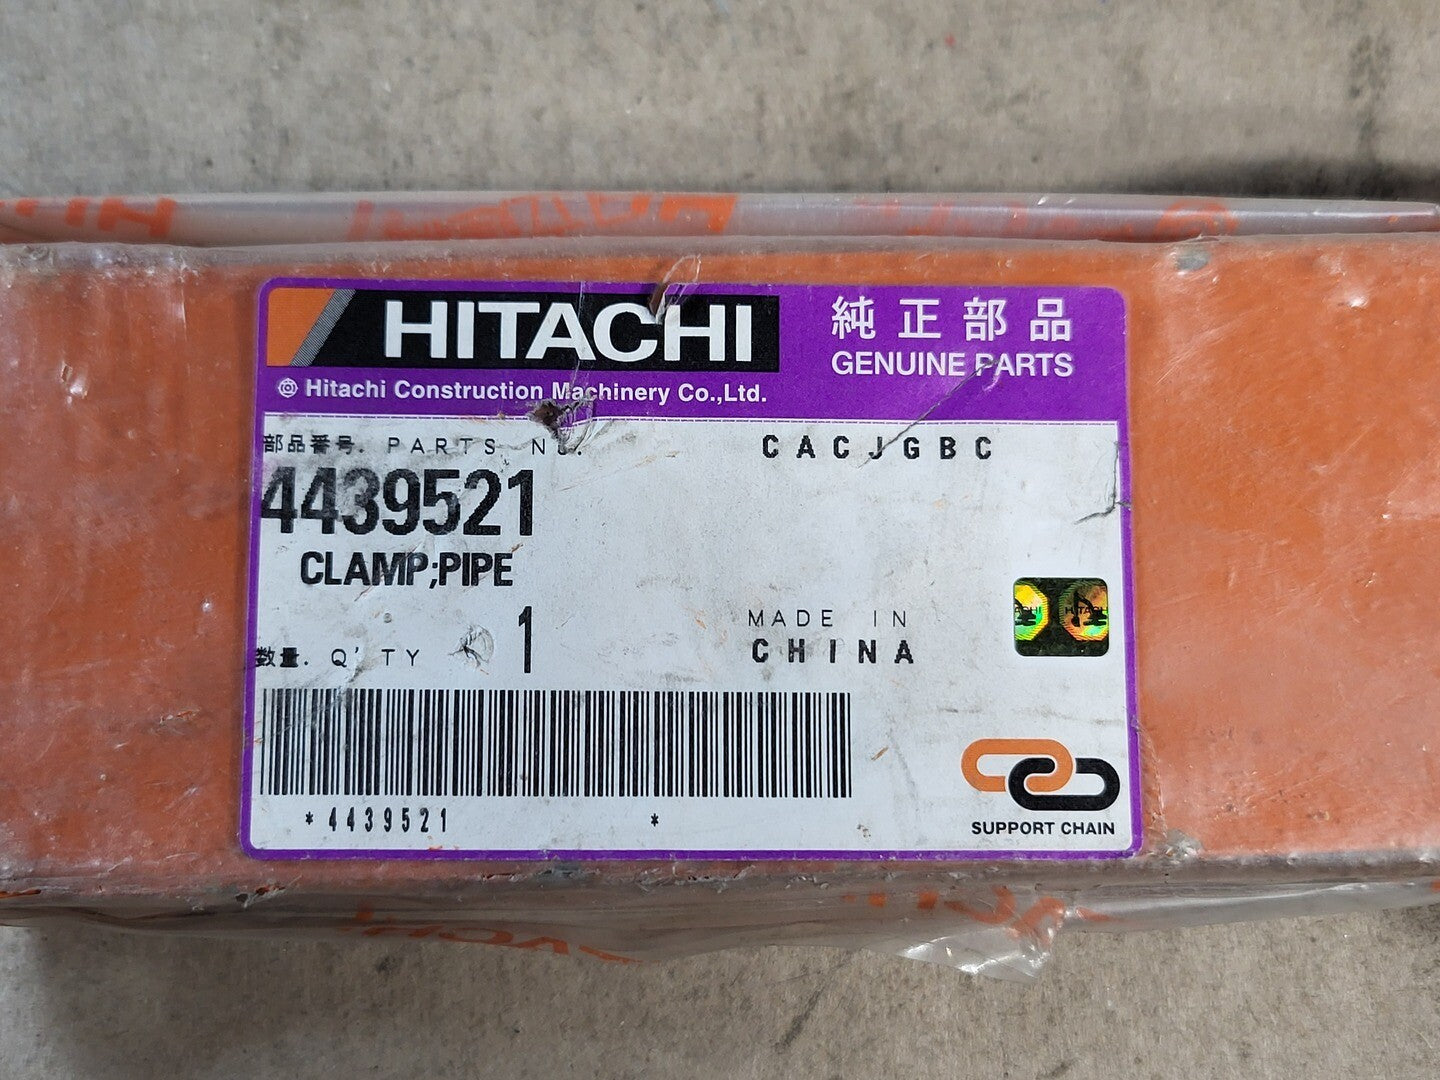 HITACHI
純正部品
GENUINE PARTS
Hitachi Construction Machinery Co.,Ltd.
部品番号. PARTS NO.
CACJGBC
4439521
CLAMP;PIPE
数量. Q'TY 1
MADE IN
CHINA
HITACHI
*4439521 *
SUPPORT CHAIN